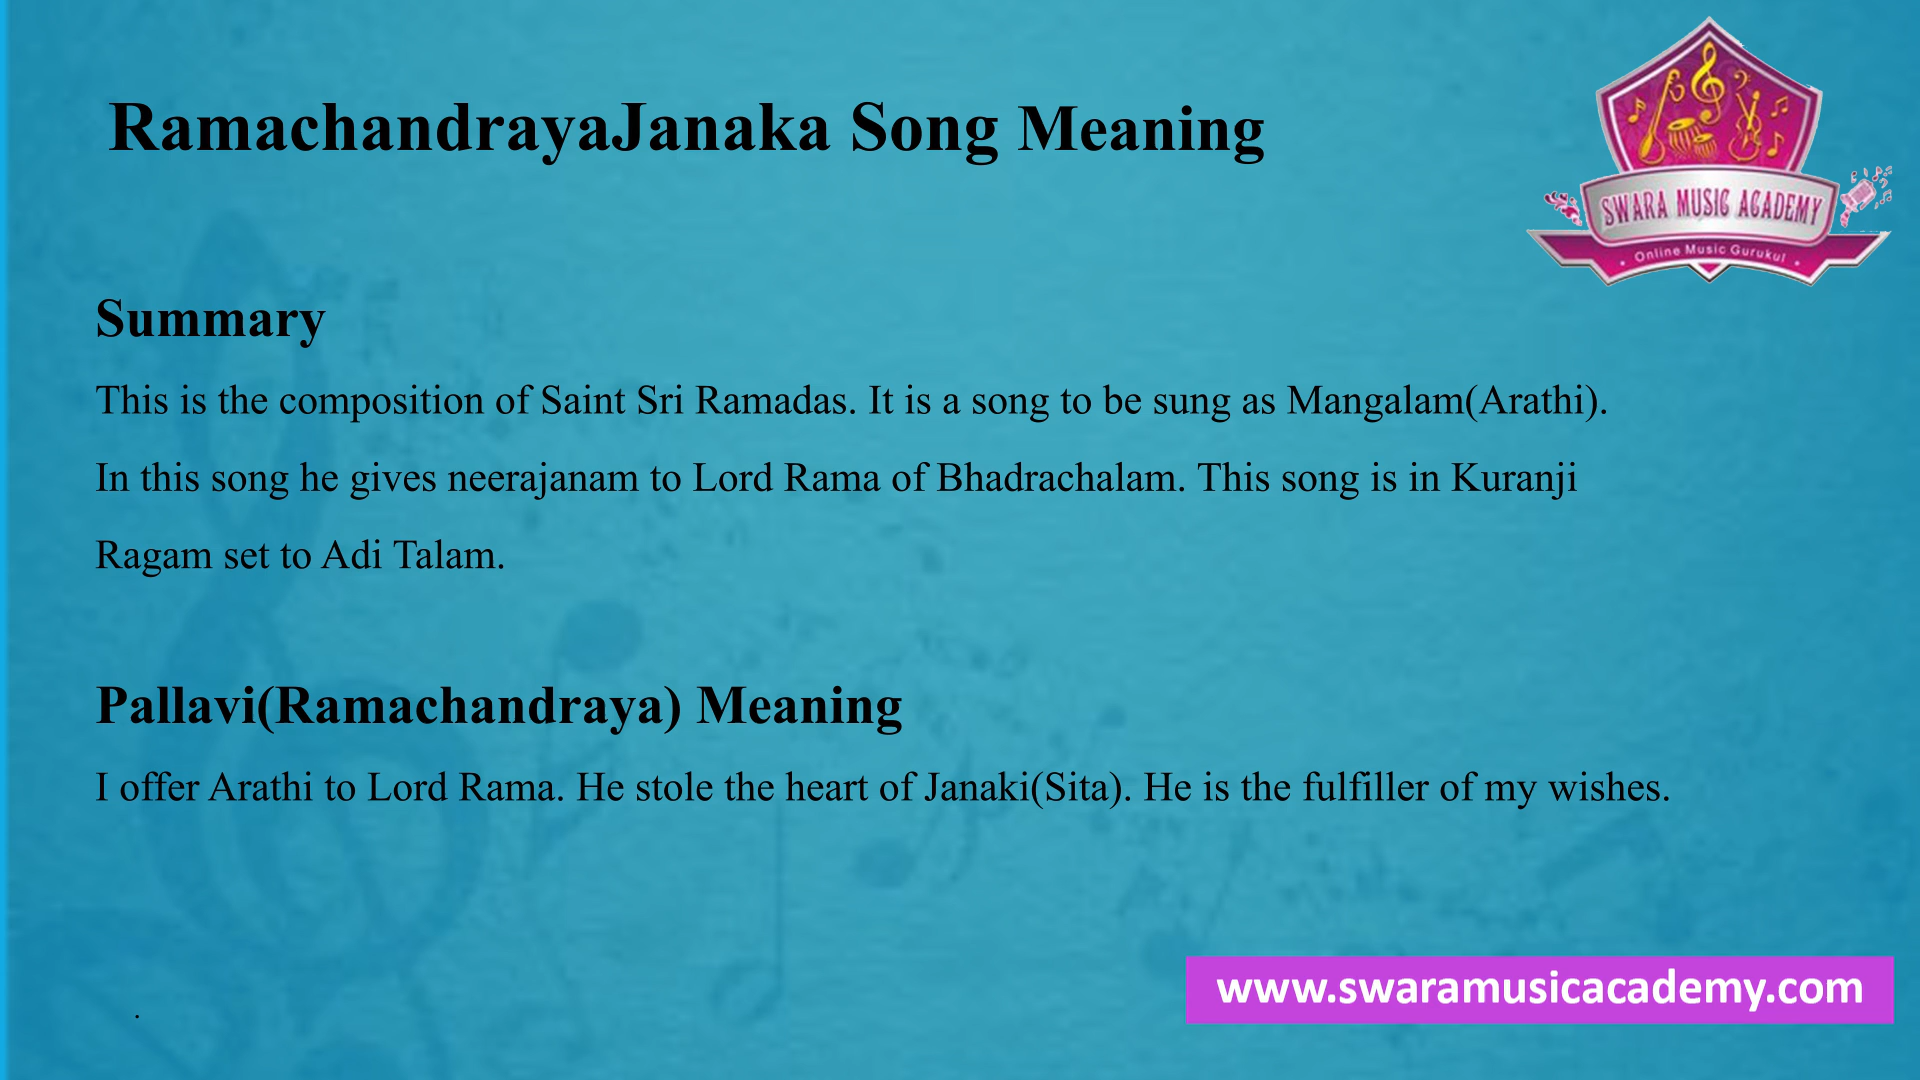 RamachandrayaJanaka Song Meaning
SWARA MUSIC ACADEMY
• Online Music Gurukul •
Summary
This is the composition of Saint Sri Ramadas. It is a song to be sung as Mangalam(Arathi).
In this song he gives neerajanam to Lord Rama of Bhadrachalam. This song is in Kuranji
Ragam set to Adi Talam.
Pallavi(Ramachandraya) Meaning
I offer Arathi to Lord Rama. He stole the heart of Janaki(Sita). He is the fulfiller of my wishes.
www.swaramusicacademy.com
.